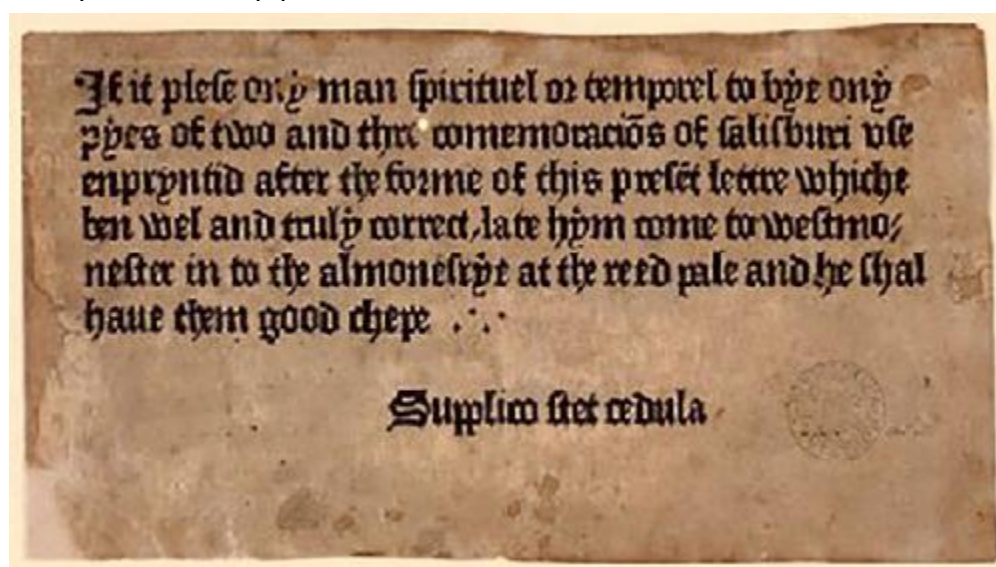 If it plese ony man spirituel or temporel to bye ony
pyes of two and thre comemoraciõs of salisburi vse
enpryntid after the forme of this presẽt lettre whiche
ben wel and truly correct, late hym come to westmo⸗
nester in to the almonesrye at the reed pale and he shal
haue them good chepe .·.
Supplico stet cedula